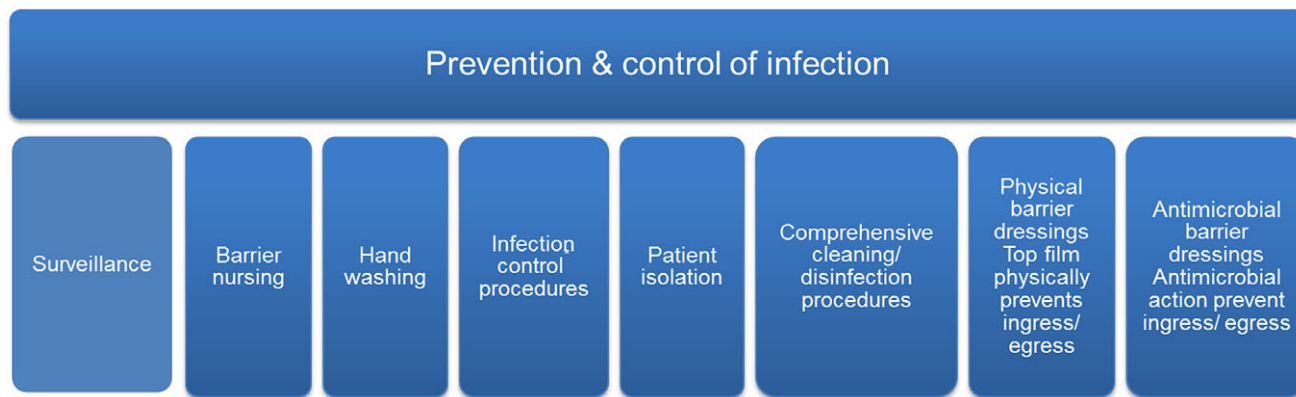 Prevention & control of infection
Surveillance
Barrier
nursing
Hand
washing
Infection
control
procedures
Patient
isolation
Comprehensive
cleaning/
disinfection
procedures
Physical
barrier
dressings
Top film
physically
prevents
ingress/
egress
Antimicrobial
barrier
dressings
Antimicrobial
action prevent
ingress/ egress